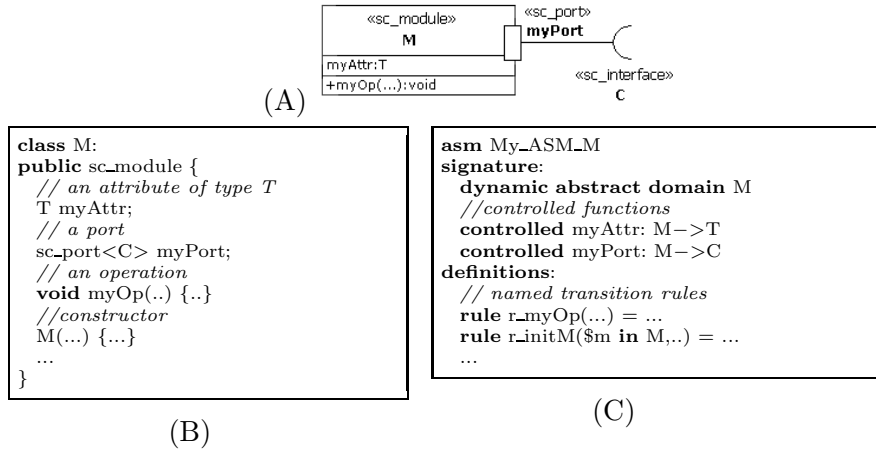 «sc_module»
M
myAttr:T
+myOp(...):void
«sc_port»
myPort
«sc_interface»
C
(A)
class M:
public sc_module {
// an attribute of type T
T myAttr;
// a port
sc_port<C> myPort;
// an operation
void myOp(..) {..}
//constructor
M(...) {...}
...
}
(B)
asm My_ASM_M
signature:
dynamic abstract domain M
//controlled functions
controlled myAttr: M−>T
controlled myPort: M−>C
definitions:
// named transition rules
rule r_myOp(...) = ...
rule r_initM($m in M,..) = ...
...
(C)